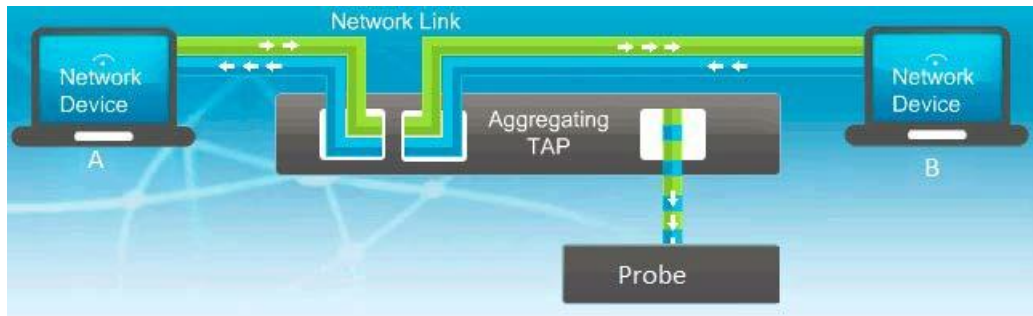 Network Link
Network
Device
A
Aggregating
TAP
Network
Device
B
Probe